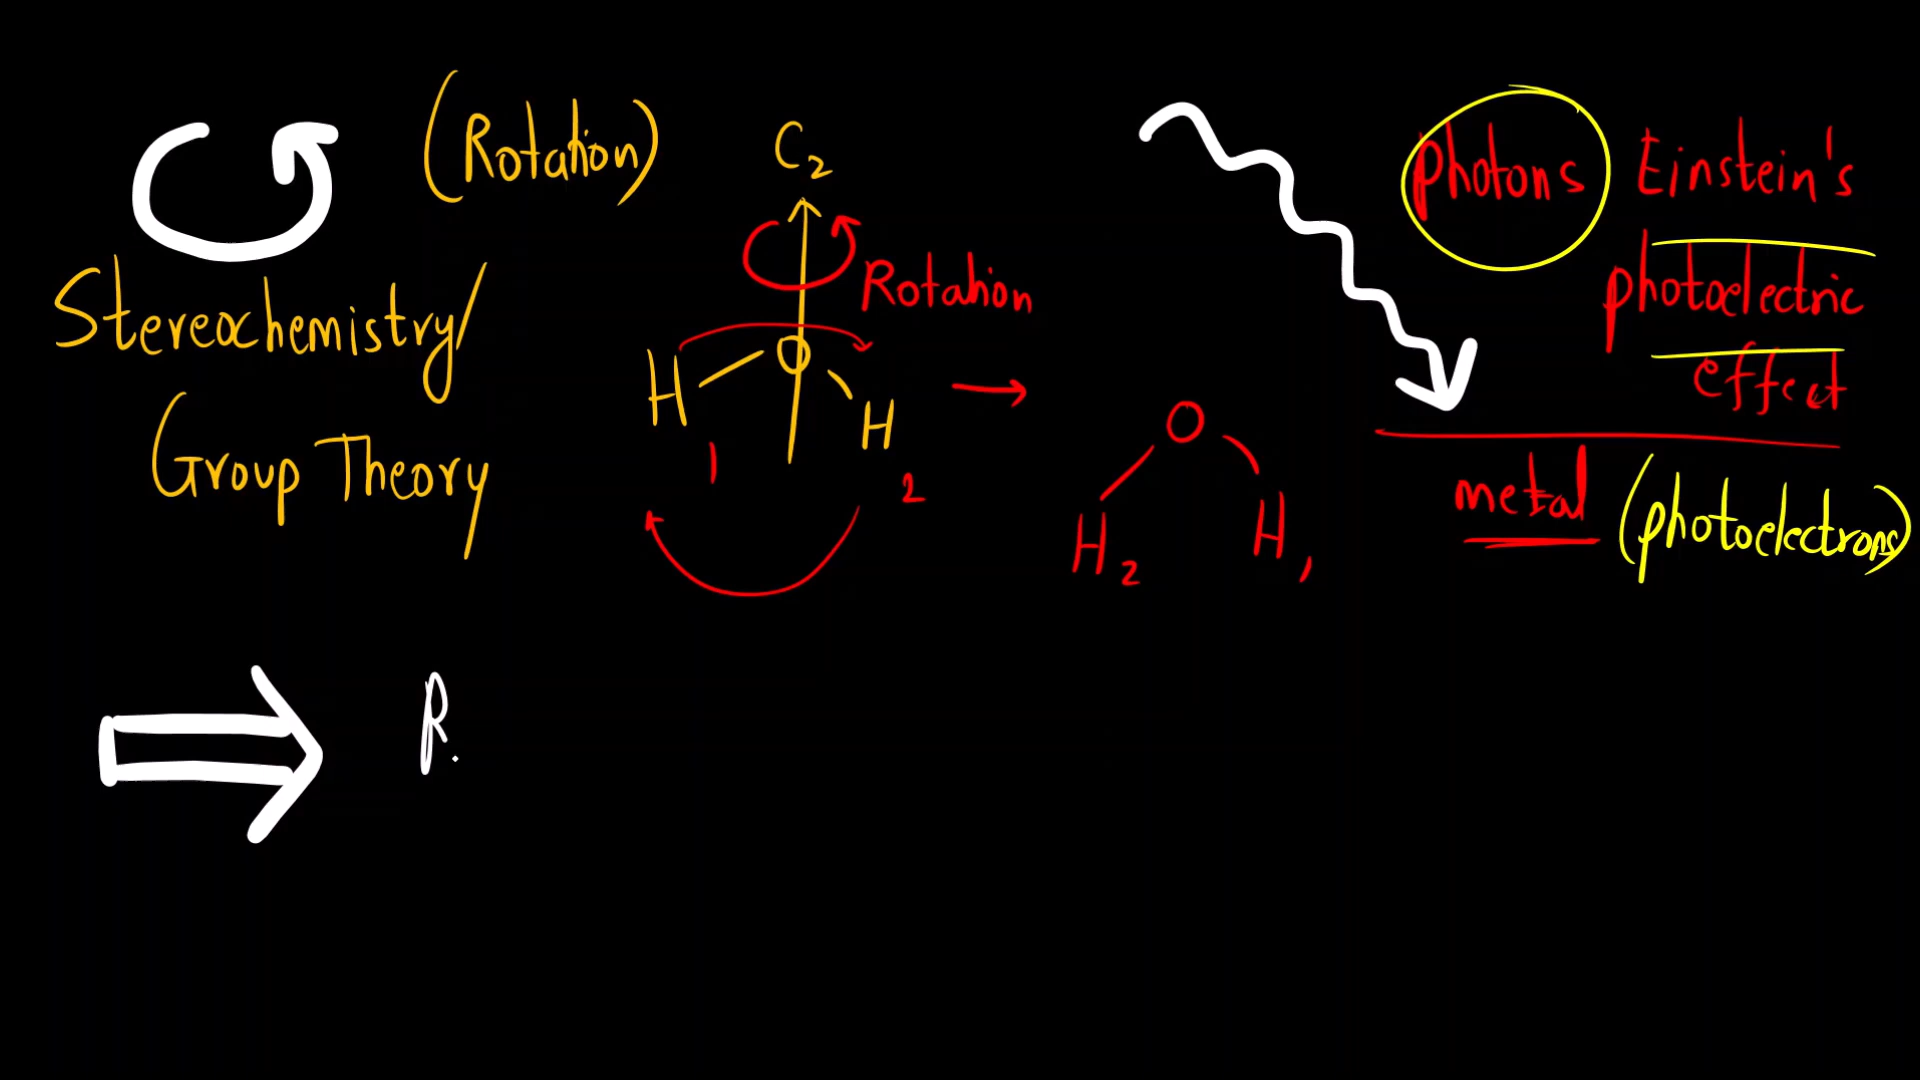 (Rotation)
Stereochemistry/
Group Theory
C2
Rotation
H O H
1 2
O
H2 H1
photons
Einstein's
photoelectric
effect
metal (photoelectrons)
R